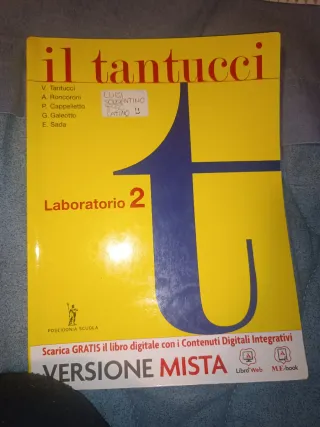 il tantucci
V. Tantucci
A. Roncoroni
P. Cappelletto
G. Galeotto
E. Sada
LUIGI
Laboratorio 2
t
POSEIDONIA SCUOLA
Scarica GRATIS il libro digitale con i Contenuti Digitali Integrativi
VERSIONE MISTA
Libro+Web
M.E•book